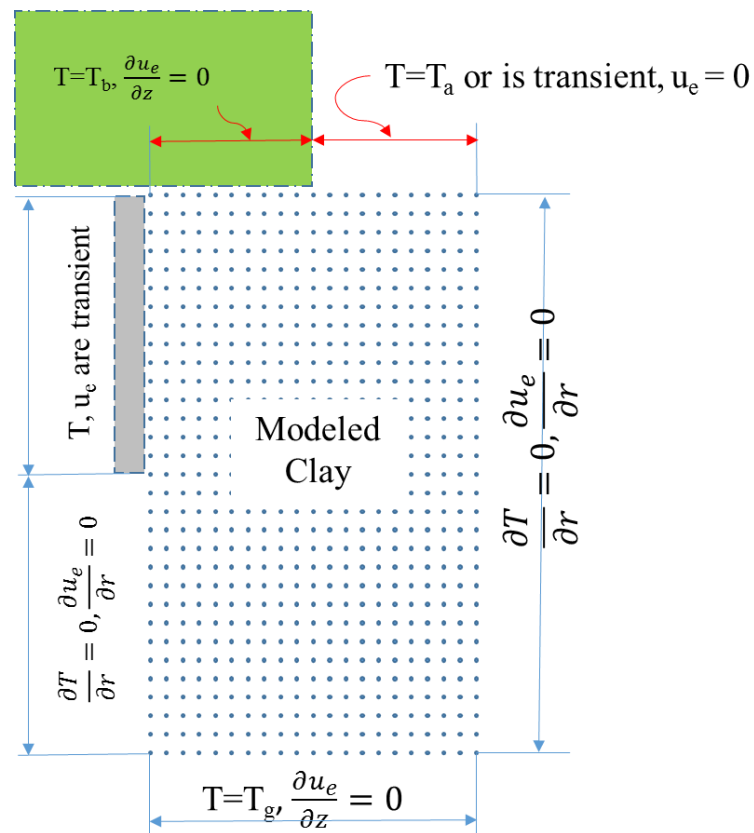 T=T_b, ∂u_e/∂z = 0
T=T_a or is transient, u_e = 0
T, u_e are transient
Modeled
Clay
∂T/∂r = 0, ∂u_e/∂r = 0
∂T/∂r = 0, ∂u_e/∂r = 0
T=T_g, ∂u_e/∂z = 0